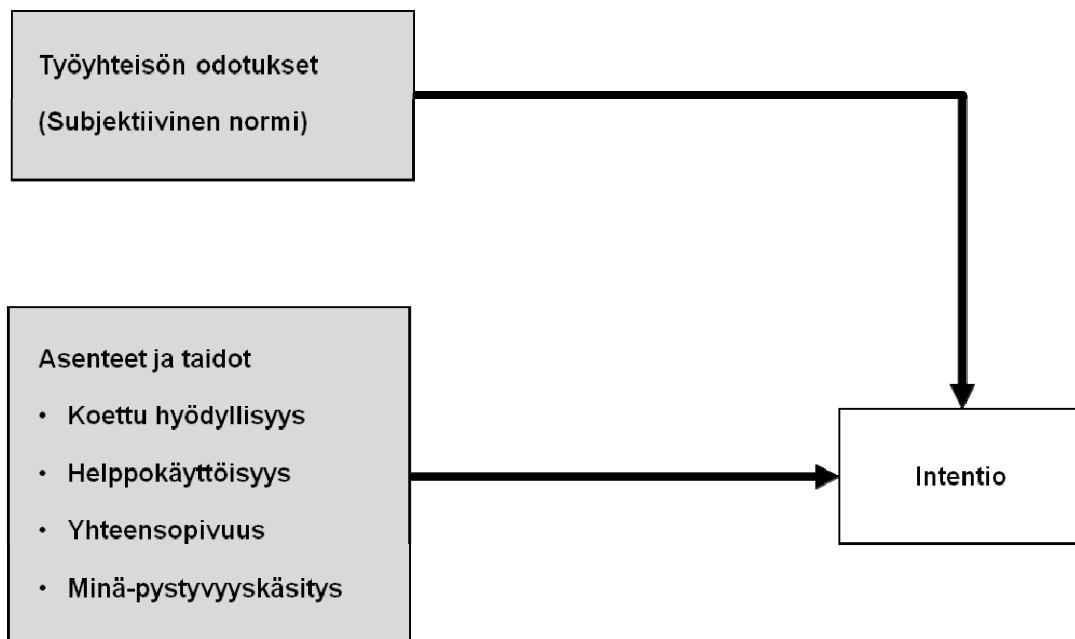 Työyhteisön odotukset
(Subjektiivinen normi)
Asenteet ja taidot
• Koettu hyödyllisyys
• Helppokäyttöisyys
• Yhteensopivuus
• Minä-pystyvyyskäsitys
Intentio